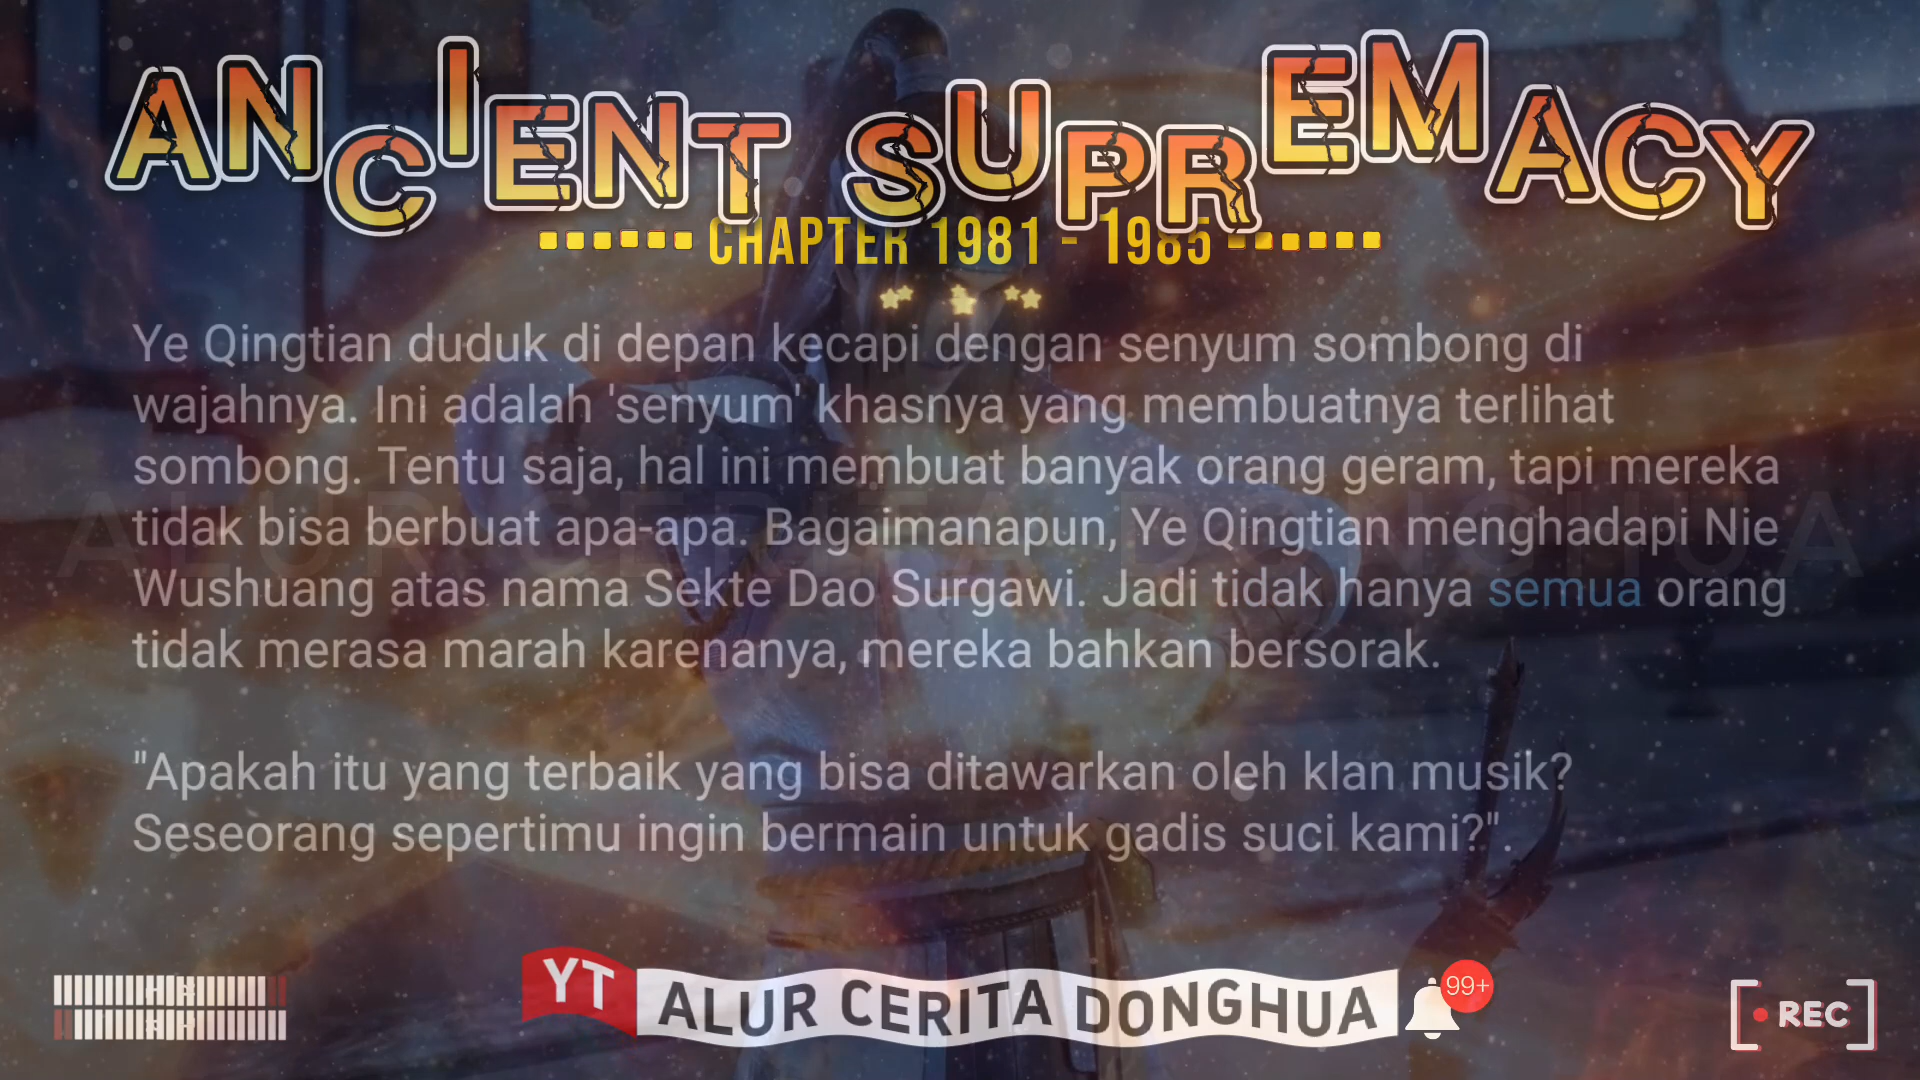 ANCIENT SUPREMACY
CHAPTER 1981 - 1985
Ye Qingtian duduk di depan kecapi dengan senyum sombong di
wajahnya. Ini adalah 'senyum' khasnya yang membuatnya terlihat
sombong. Tentu saja, hal ini membuat banyak orang geram, tapi mereka
tidak bisa berbuat apa-apa. Bagaimanapun, Ye Qingtian menghadapi Nie
Wushuang atas nama Sekte Dao Surgawi. Jadi tidak hanya semua orang
tidak merasa marah karenanya, mereka bahkan bersorak.
ALUR CERITA DONGHUA
"Apakah itu yang terbaik yang bisa ditawarkan oleh klan musik?
Seseorang sepertimu ingin bermain untuk gadis suci kami?".
YT ALUR CERITA DONGHUA 99+
REC